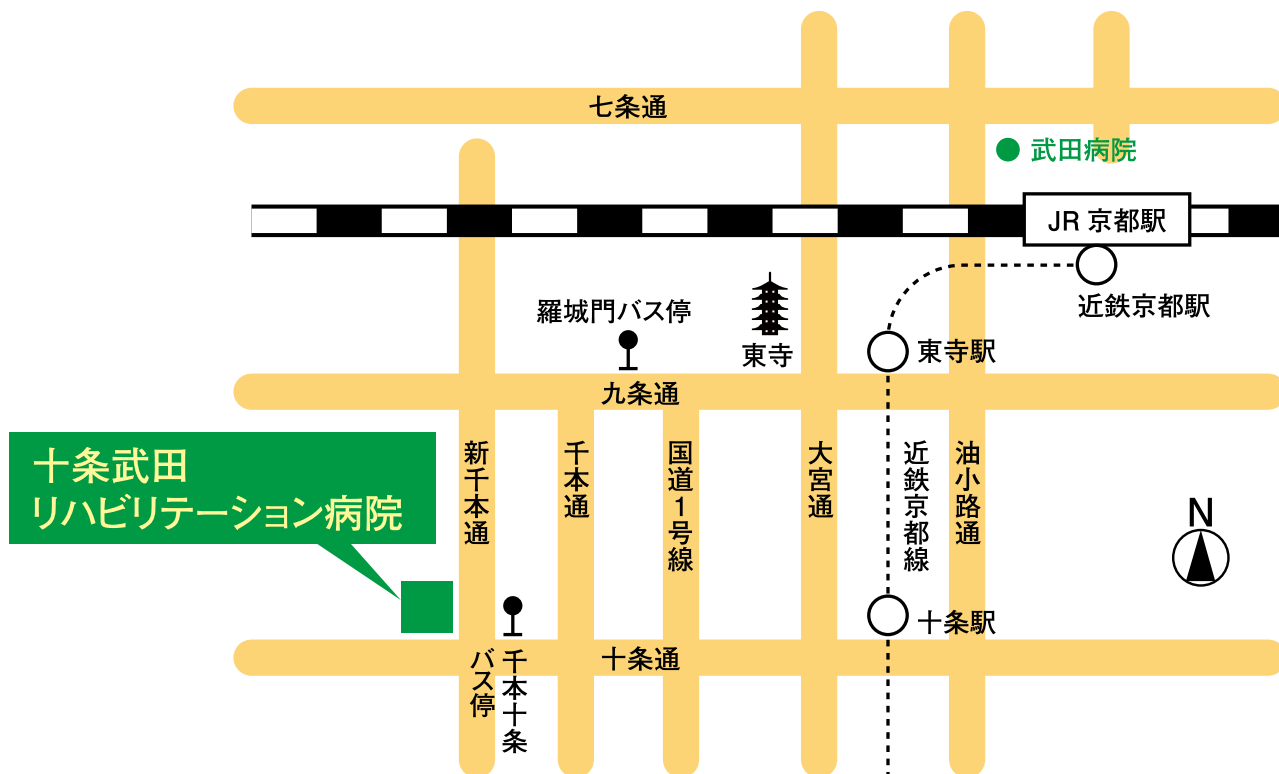 七条通
武田病院
JR 京都駅
近鉄京都駅
羅城門バス停
東寺
東寺駅
九条通
十条武田
リハビリテーション病院
新千本通
千本通
国道1号線
大宮通
近鉄京都線
油小路通
N
十条駅
十条通
千本十条
バス停